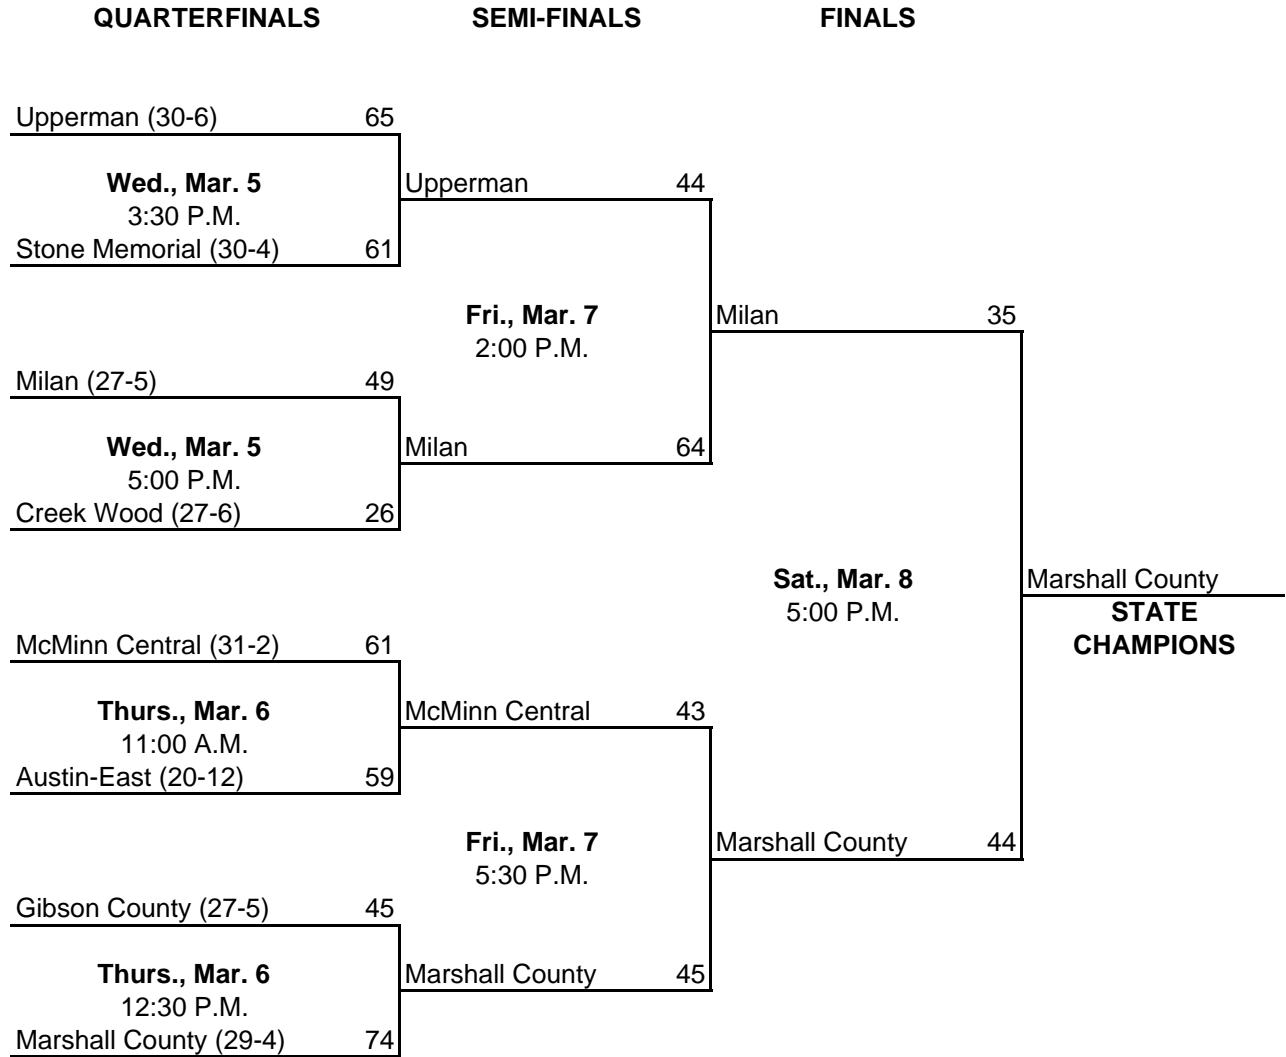 QUARTERFINALS SEMI-FINALS FINALS
Upperman (30-6) 65
Wed., Mar. 5
3:30 P.M.
Stone Memorial (30-4) 61
Upperman 44
Fri., Mar. 7
2:00 P.M.
Milan 35
Milan (27-5) 49
Wed., Mar. 5
5:00 P.M.
Creek Wood (27-6) 26
Milan 64
Sat., Mar. 8
5:00 P.M.
Marshall County
STATE
CHAMPIONS
McMinn Central (31-2) 61
Thurs., Mar. 6
11:00 A.M.
Austin-East (20-12) 59
McMinn Central 43
Fri., Mar. 7
5:30 P.M.
Marshall County 44
Gibson County (27-5) 45
Thurs., Mar. 6
12:30 P.M.
Marshall County (29-4) 74
Marshall County 45